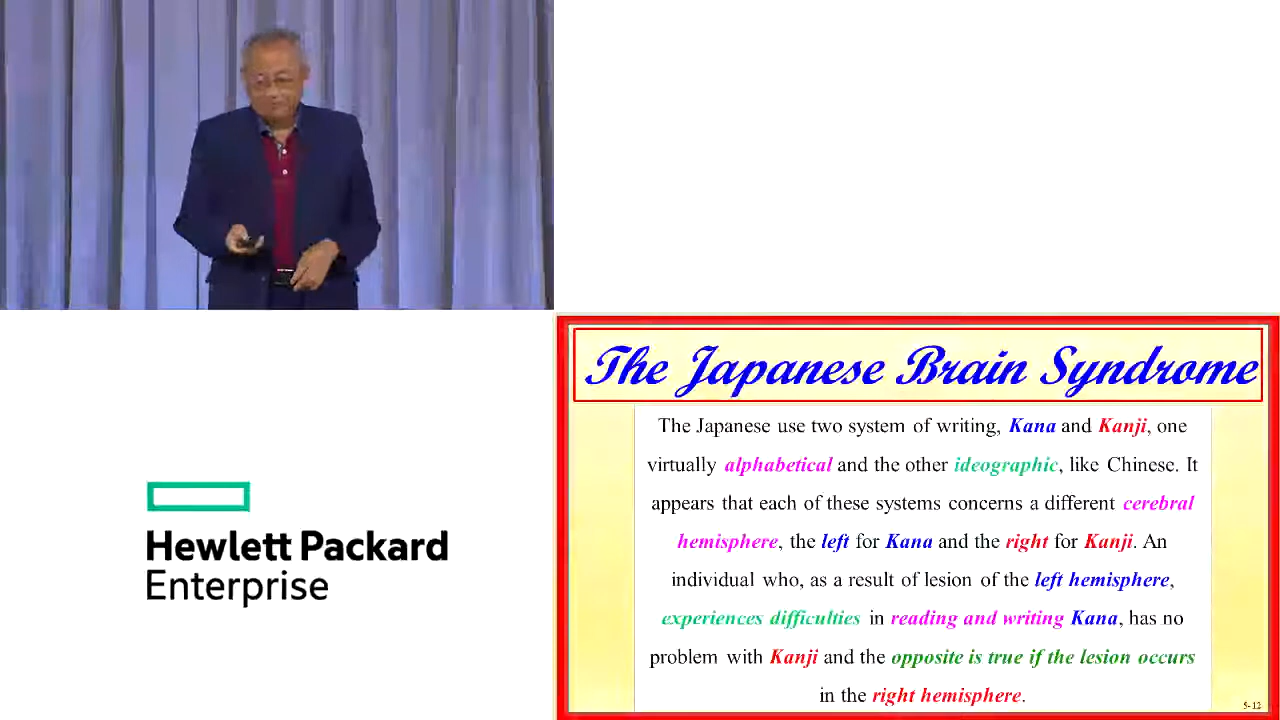 Hewlett Packard
Enterprise
The Japanese Brain Syndrome
The Japanese use two system of writing, Kana and Kanji, one
virtually alphabetical and the other ideographic, like Chinese. It
appears that each of these systems concerns a different cerebral
hemisphere, the left for Kana and the right for Kanji. An
individual who, as a result of lesion of the left hemisphere,
experiences difficulties in reading and writing Kana, has no
problem with Kanji and the opposite is true if the lesion occurs
in the right hemisphere.
5-12